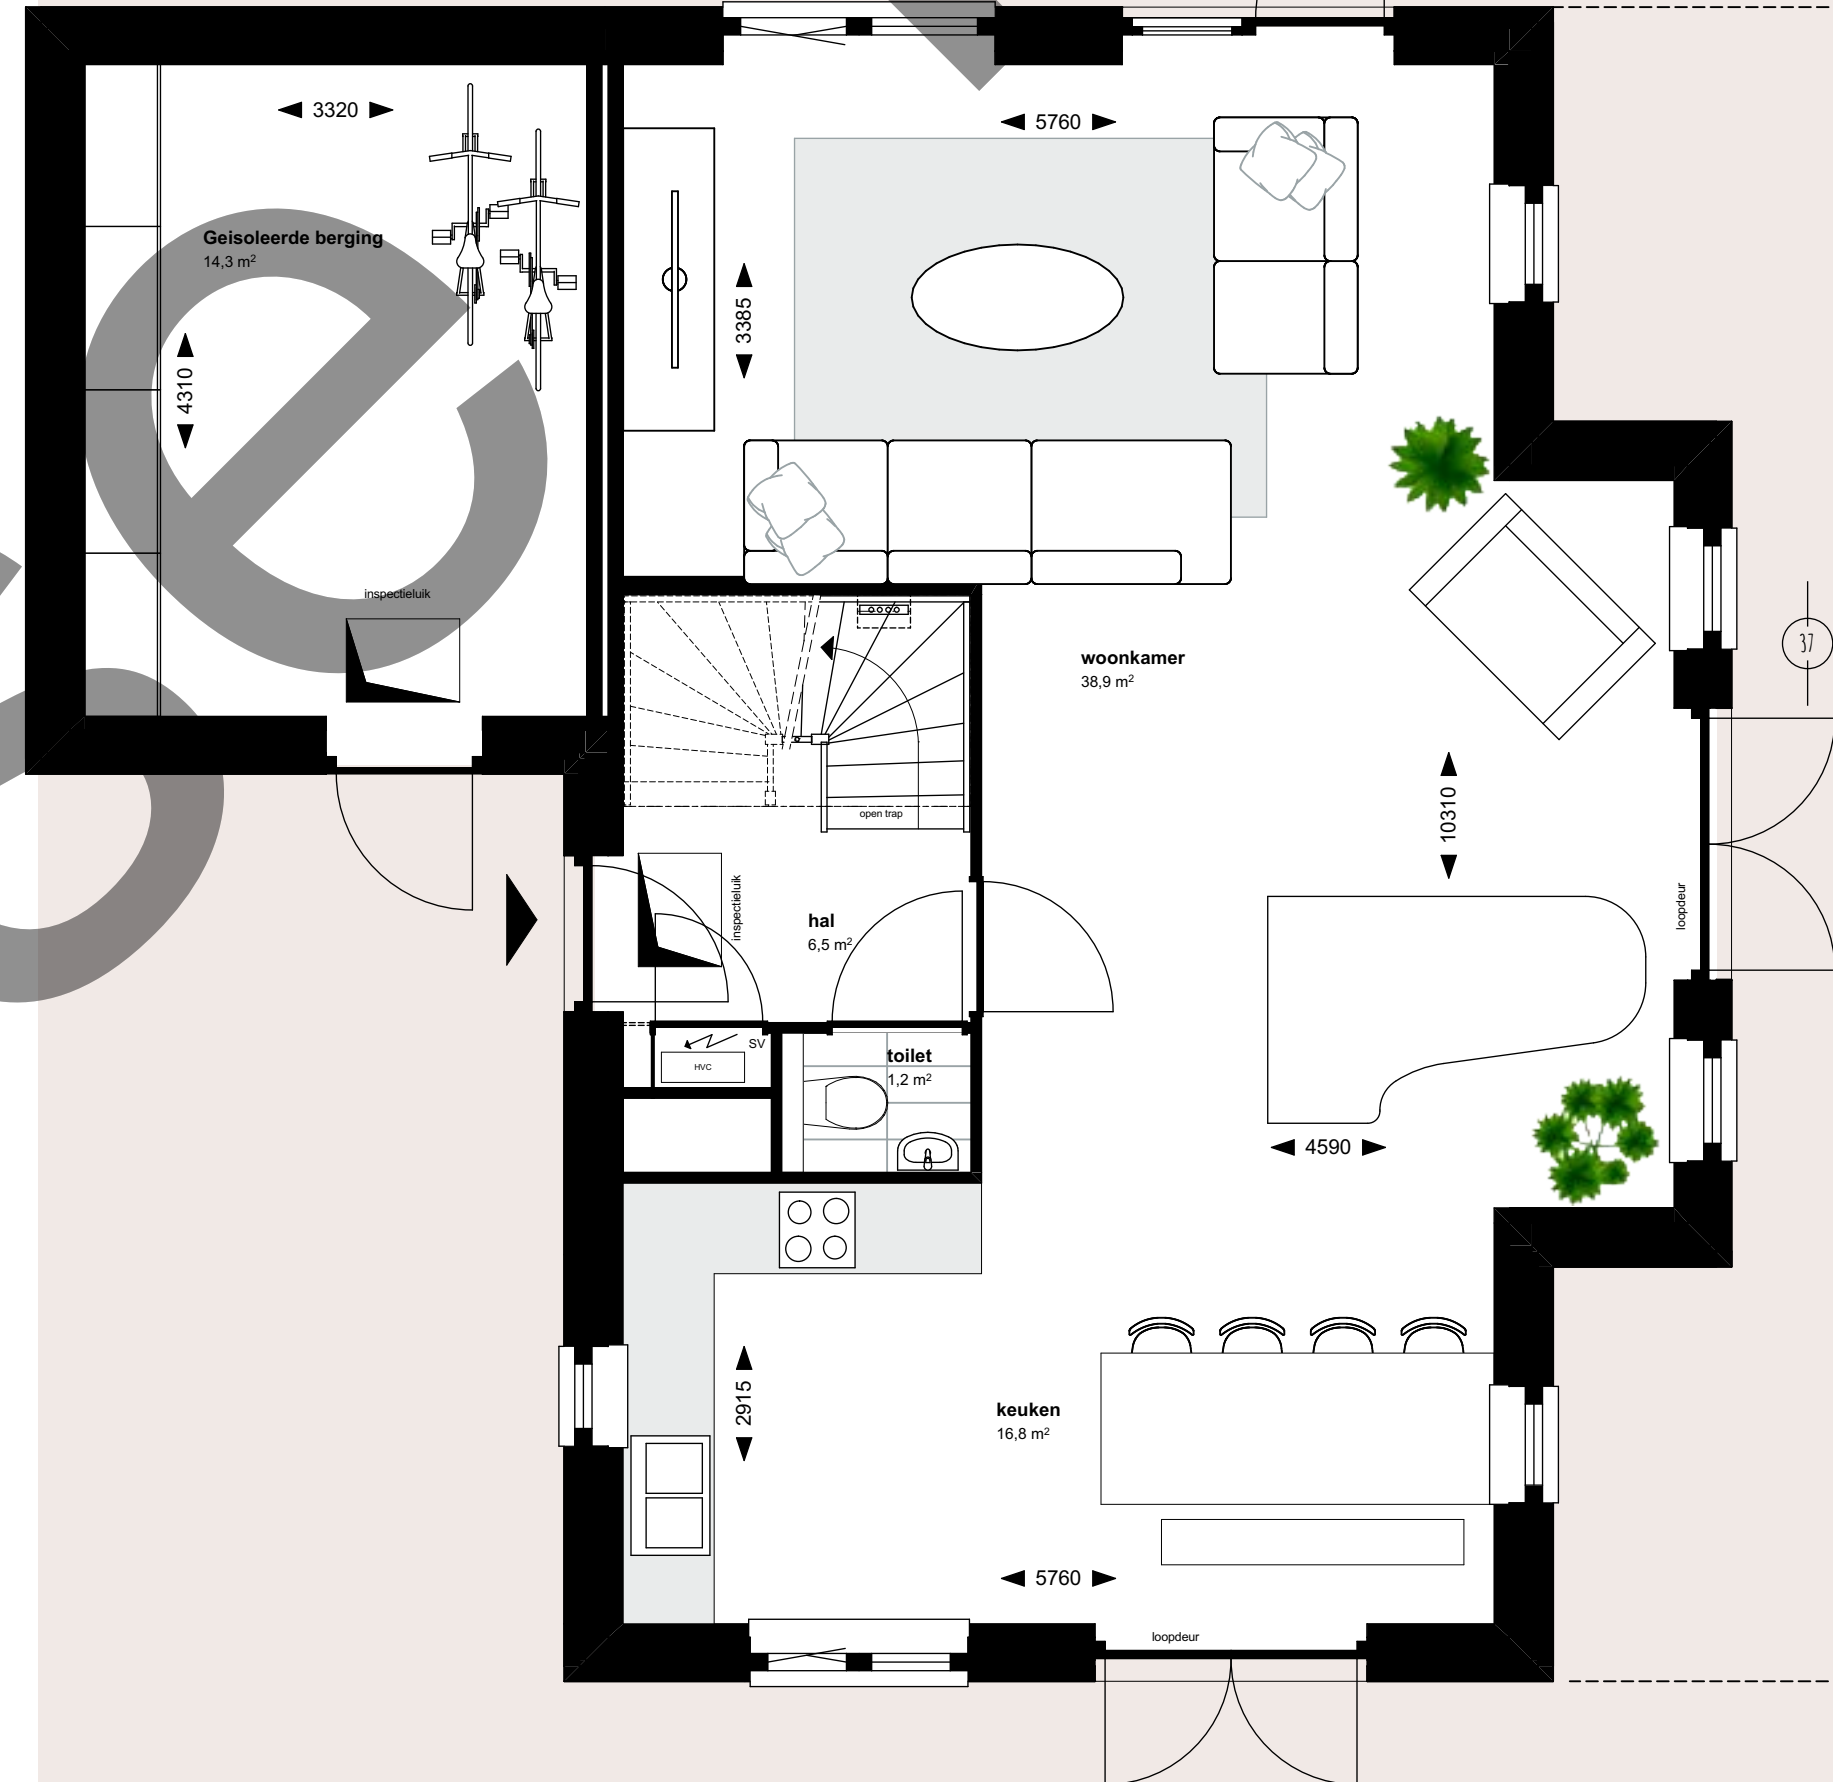 3320
5760
Geisoleerde berging
14,3 m²
3385
4310
inspectieluik
woonkamer
38,9 m²
37
10310
open trap
loopdeur
inspectieluik
hal
6,5 m²
SV
HVC
toilet
1,2 m²
4590
2915
keuken
16,8 m²
5760
loopdeur